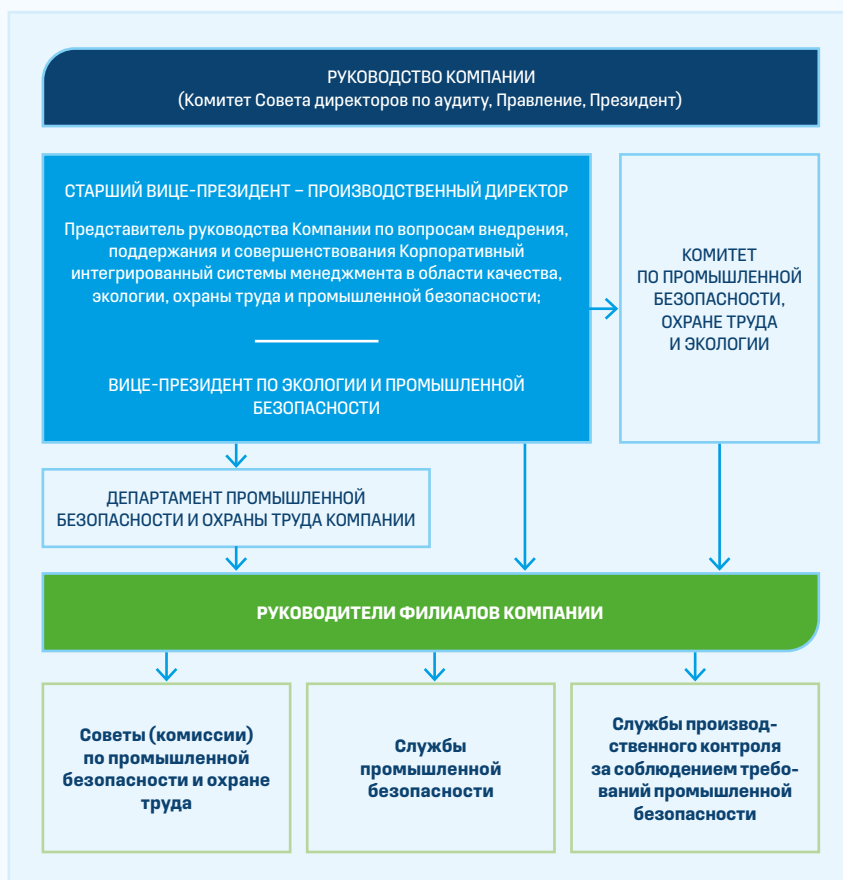 РУКОВОДСТВО КОМПАНИИ
(Комитет Совета директоров по аудиту, Правление, Президент)
СТАРШИЙ ВИЦЕ-ПРЕЗИДЕНТ – ПРОИЗВОДСТВЕННЫЙ ДИРЕКТОР
Представитель руководства Компании по вопросам внедрения,
поддержания и совершенствования Корпоративный
интегрированный системы менеджмента в области качества,
экологии, охраны труда и промышленной безопасности;
ВИЦЕ-ПРЕЗИДЕНТ ПО ЭКОЛОГИИ И ПРОМЫШЛЕННОЙ
БЕЗОПАСНОСТИ
КОМИТЕТ
ПО ПРОМЫШЛЕННОЙ
БЕЗОПАСНОСТИ,
ОХРАНЕ ТРУДА
И ЭКОЛОГИИ
ДЕПАРТАМЕНТ ПРОМЫШЛЕННОЙ
БЕЗОПАСНОСТИ И ОХРАНЫ ТРУДА КОМПАНИИ
РУКОВОДИТЕЛИ ФИЛИАЛОВ КОМПАНИИ
Советы (комиссии)
по промышленной
безопасности и охране
труда
Службы
промышленной
безопасности
Службы производ-
ственного контроля
за соблюдением требо-
ваний промышленной
безопасности